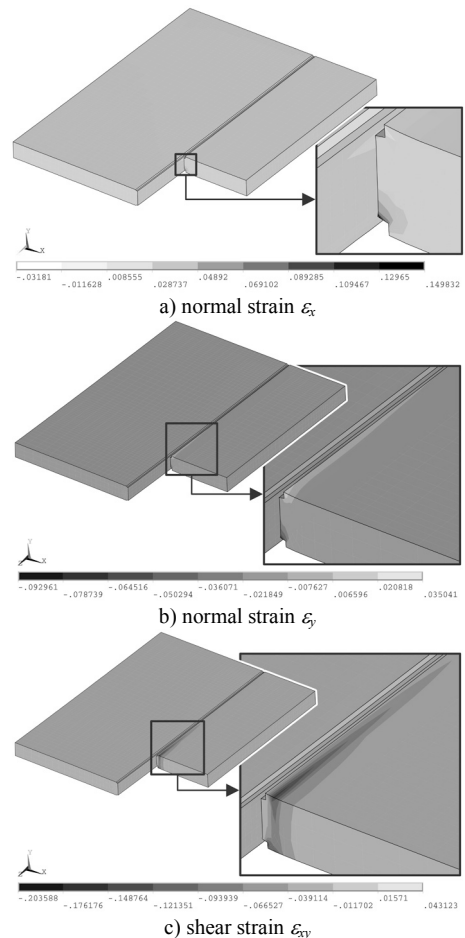 Y
X
-.03181 .008555 .04892 .089285 .12965
-.011628 .028737 .069102 .109467 .149832
a) normal strain εx
Y
Z X
-.092961 -.064516 -.036071 -.007627 .020818
-.078739 -.050294 -.021849 .006596 .035041
b) normal strain εy
Y
Z X
-.203588 -.148764 -.093939 -.039114 .01571
-.176176 -.121351 -.066527 -.011702 .043123
c) shear strain εxy